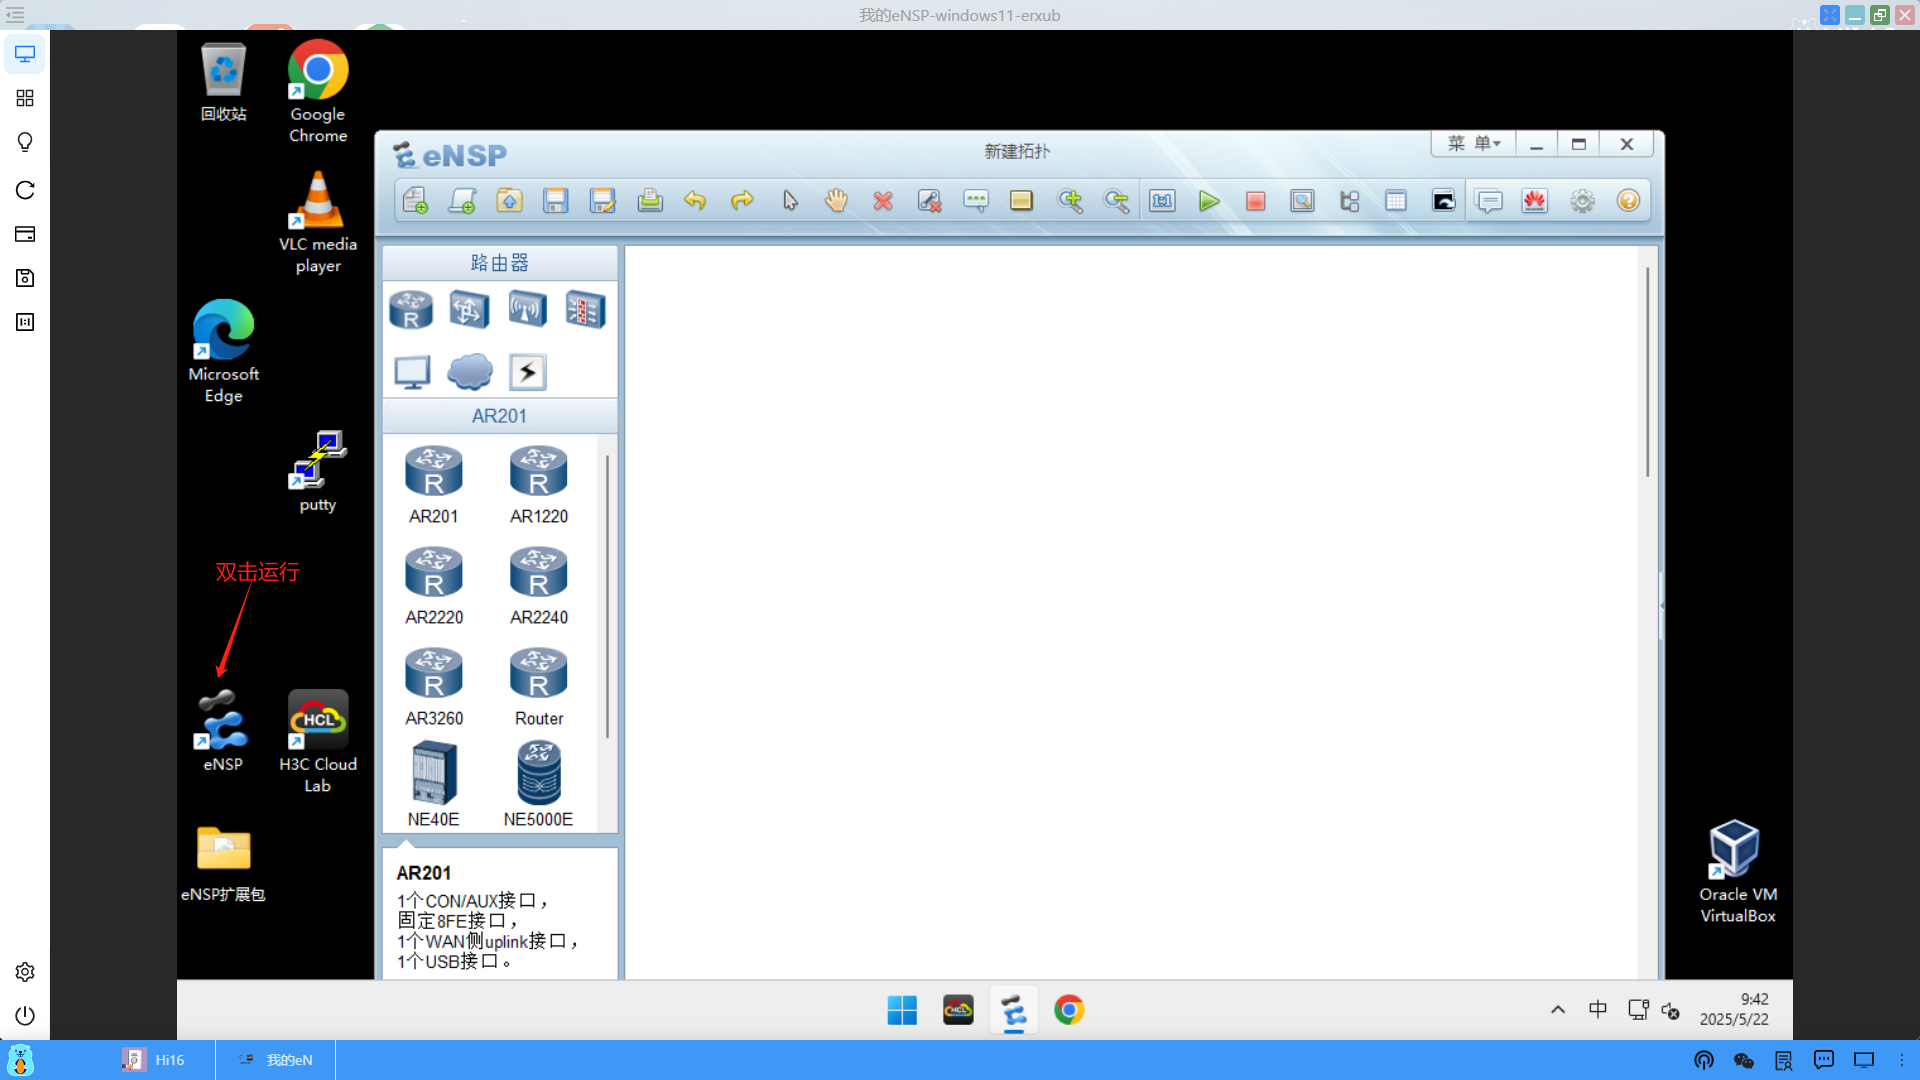 我的eNSP-windows11-erxub
回收站
Google
Chrome
VLC media
player
Microsoft
Edge
putty
双击运行
eNSP
H3C Cloud
Lab
HCL
eNSP扩展包
eNSP
新建拓扑
菜 单
路由器
R
AR201
R
R
AR201
AR1220
R
R
AR2220
AR2240
R
R
AR3260
Router
NE40E
NE5000E
AR201
1个CON/AUX接口，
固定8FE接口，
1个WAN侧uplink接口，
1个USB接口。
Oracle VM
VirtualBox
HCL
中
9:42
2025/5/22
Hi16
我的eN